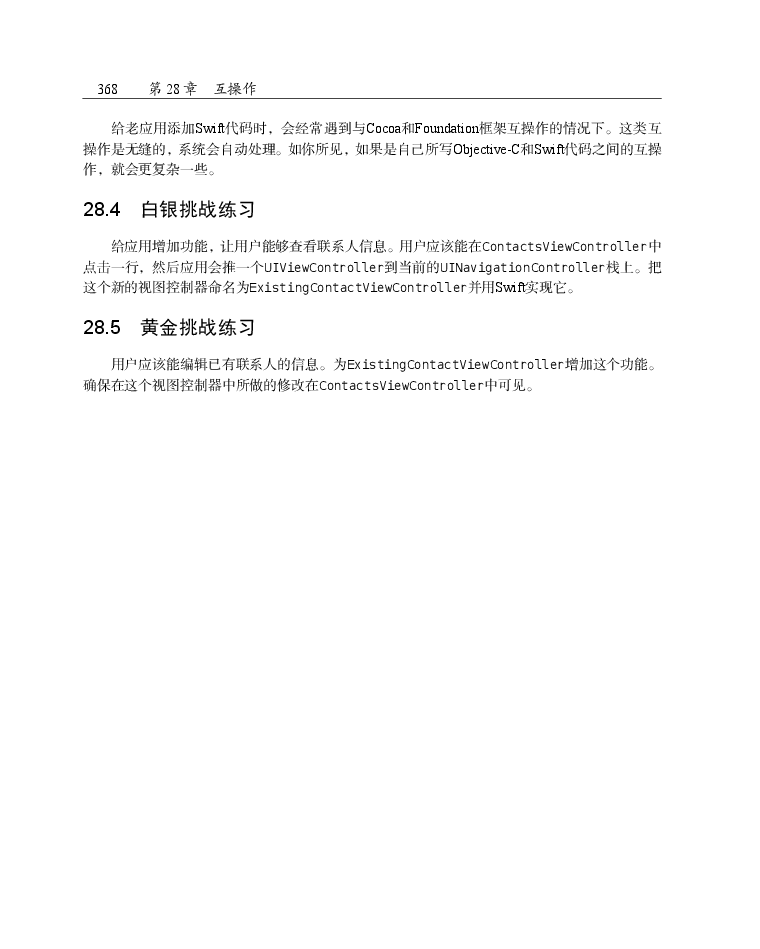 368 第 28 章 互操作
给老应用添加Swift代码时，会经常遇到与Cocoa和Foundation框架互操作的情况下。这类互
操作是无缝的，系统会自动处理。如你所见，如果是自己所写Objective-C和Swift代码之间的互操
作，就会更复杂一些。
28.4 白银挑战练习
给应用增加功能，让用户能够查看联系人信息。用户应该能在ContactsViewController中
点击一行，然后应用会推一个UIViewController到当前的UINavigationController栈上。把
这个新的视图控制器命名为ExistingContactViewController并用Swift实现它。
28.5 黄金挑战练习
用户应该能编辑已有联系人的信息。为ExistingContactViewController增加这个功能。
确保在这个视图控制器中所做的修改在ContactsViewController中可见。